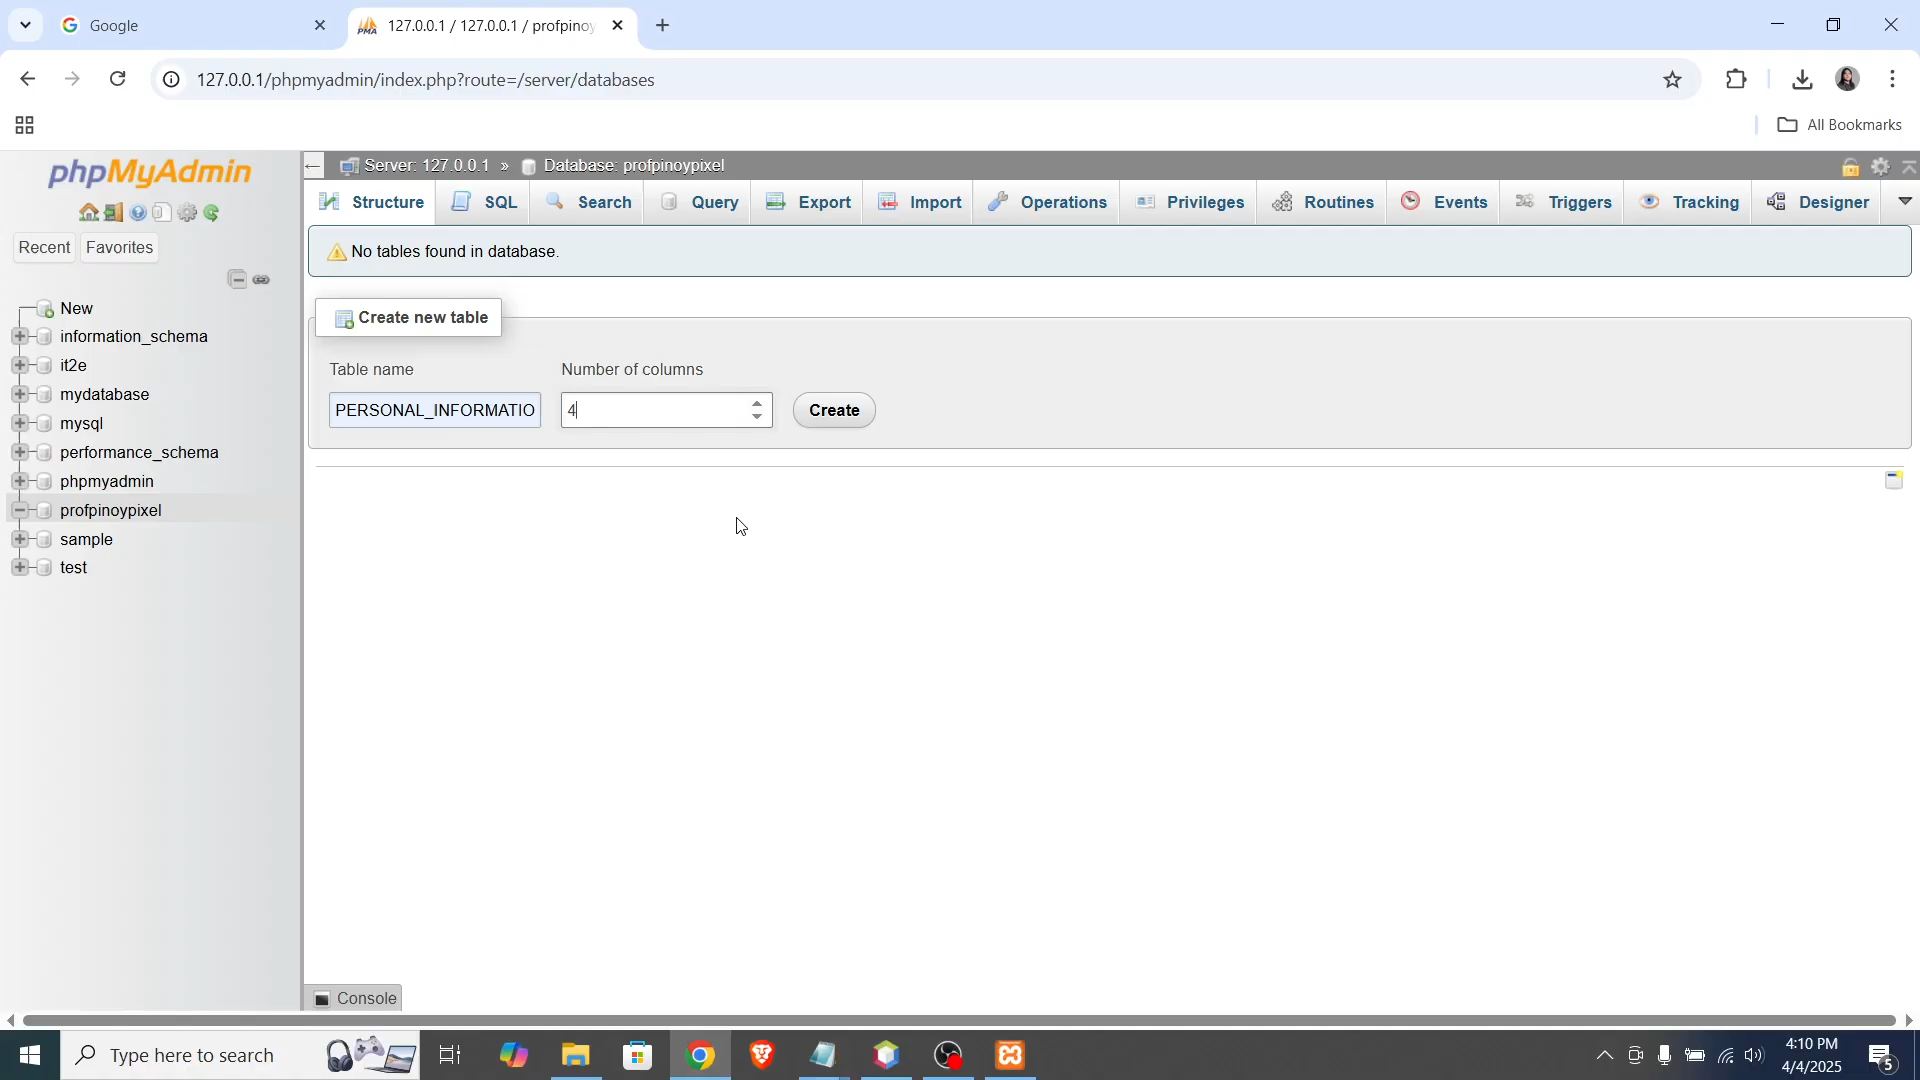 Google
127.0.0.1 / 127.0.0.1 / profpinoy
127.0.0.1/phpmyadmin/index.php?route=/server/databases
All Bookmarks
phpMyAdmin
Server: 127.0.0.1 » Database: profpinoypixel
Structure SQL Search Query Export Import Operations Privileges Routines Events Triggers Tracking Designer
Recent Favorites
No tables found in database.
New
information_schema
it2e
mydatabase
mysql
performance_schema
phpmyadmin
profpinoypixel
sample
test
Create new table
Table name Number of columns
PERSONAL_INFORMATIO 4 Create
Console
Type here to search
4:10 PM
4/4/2025
5